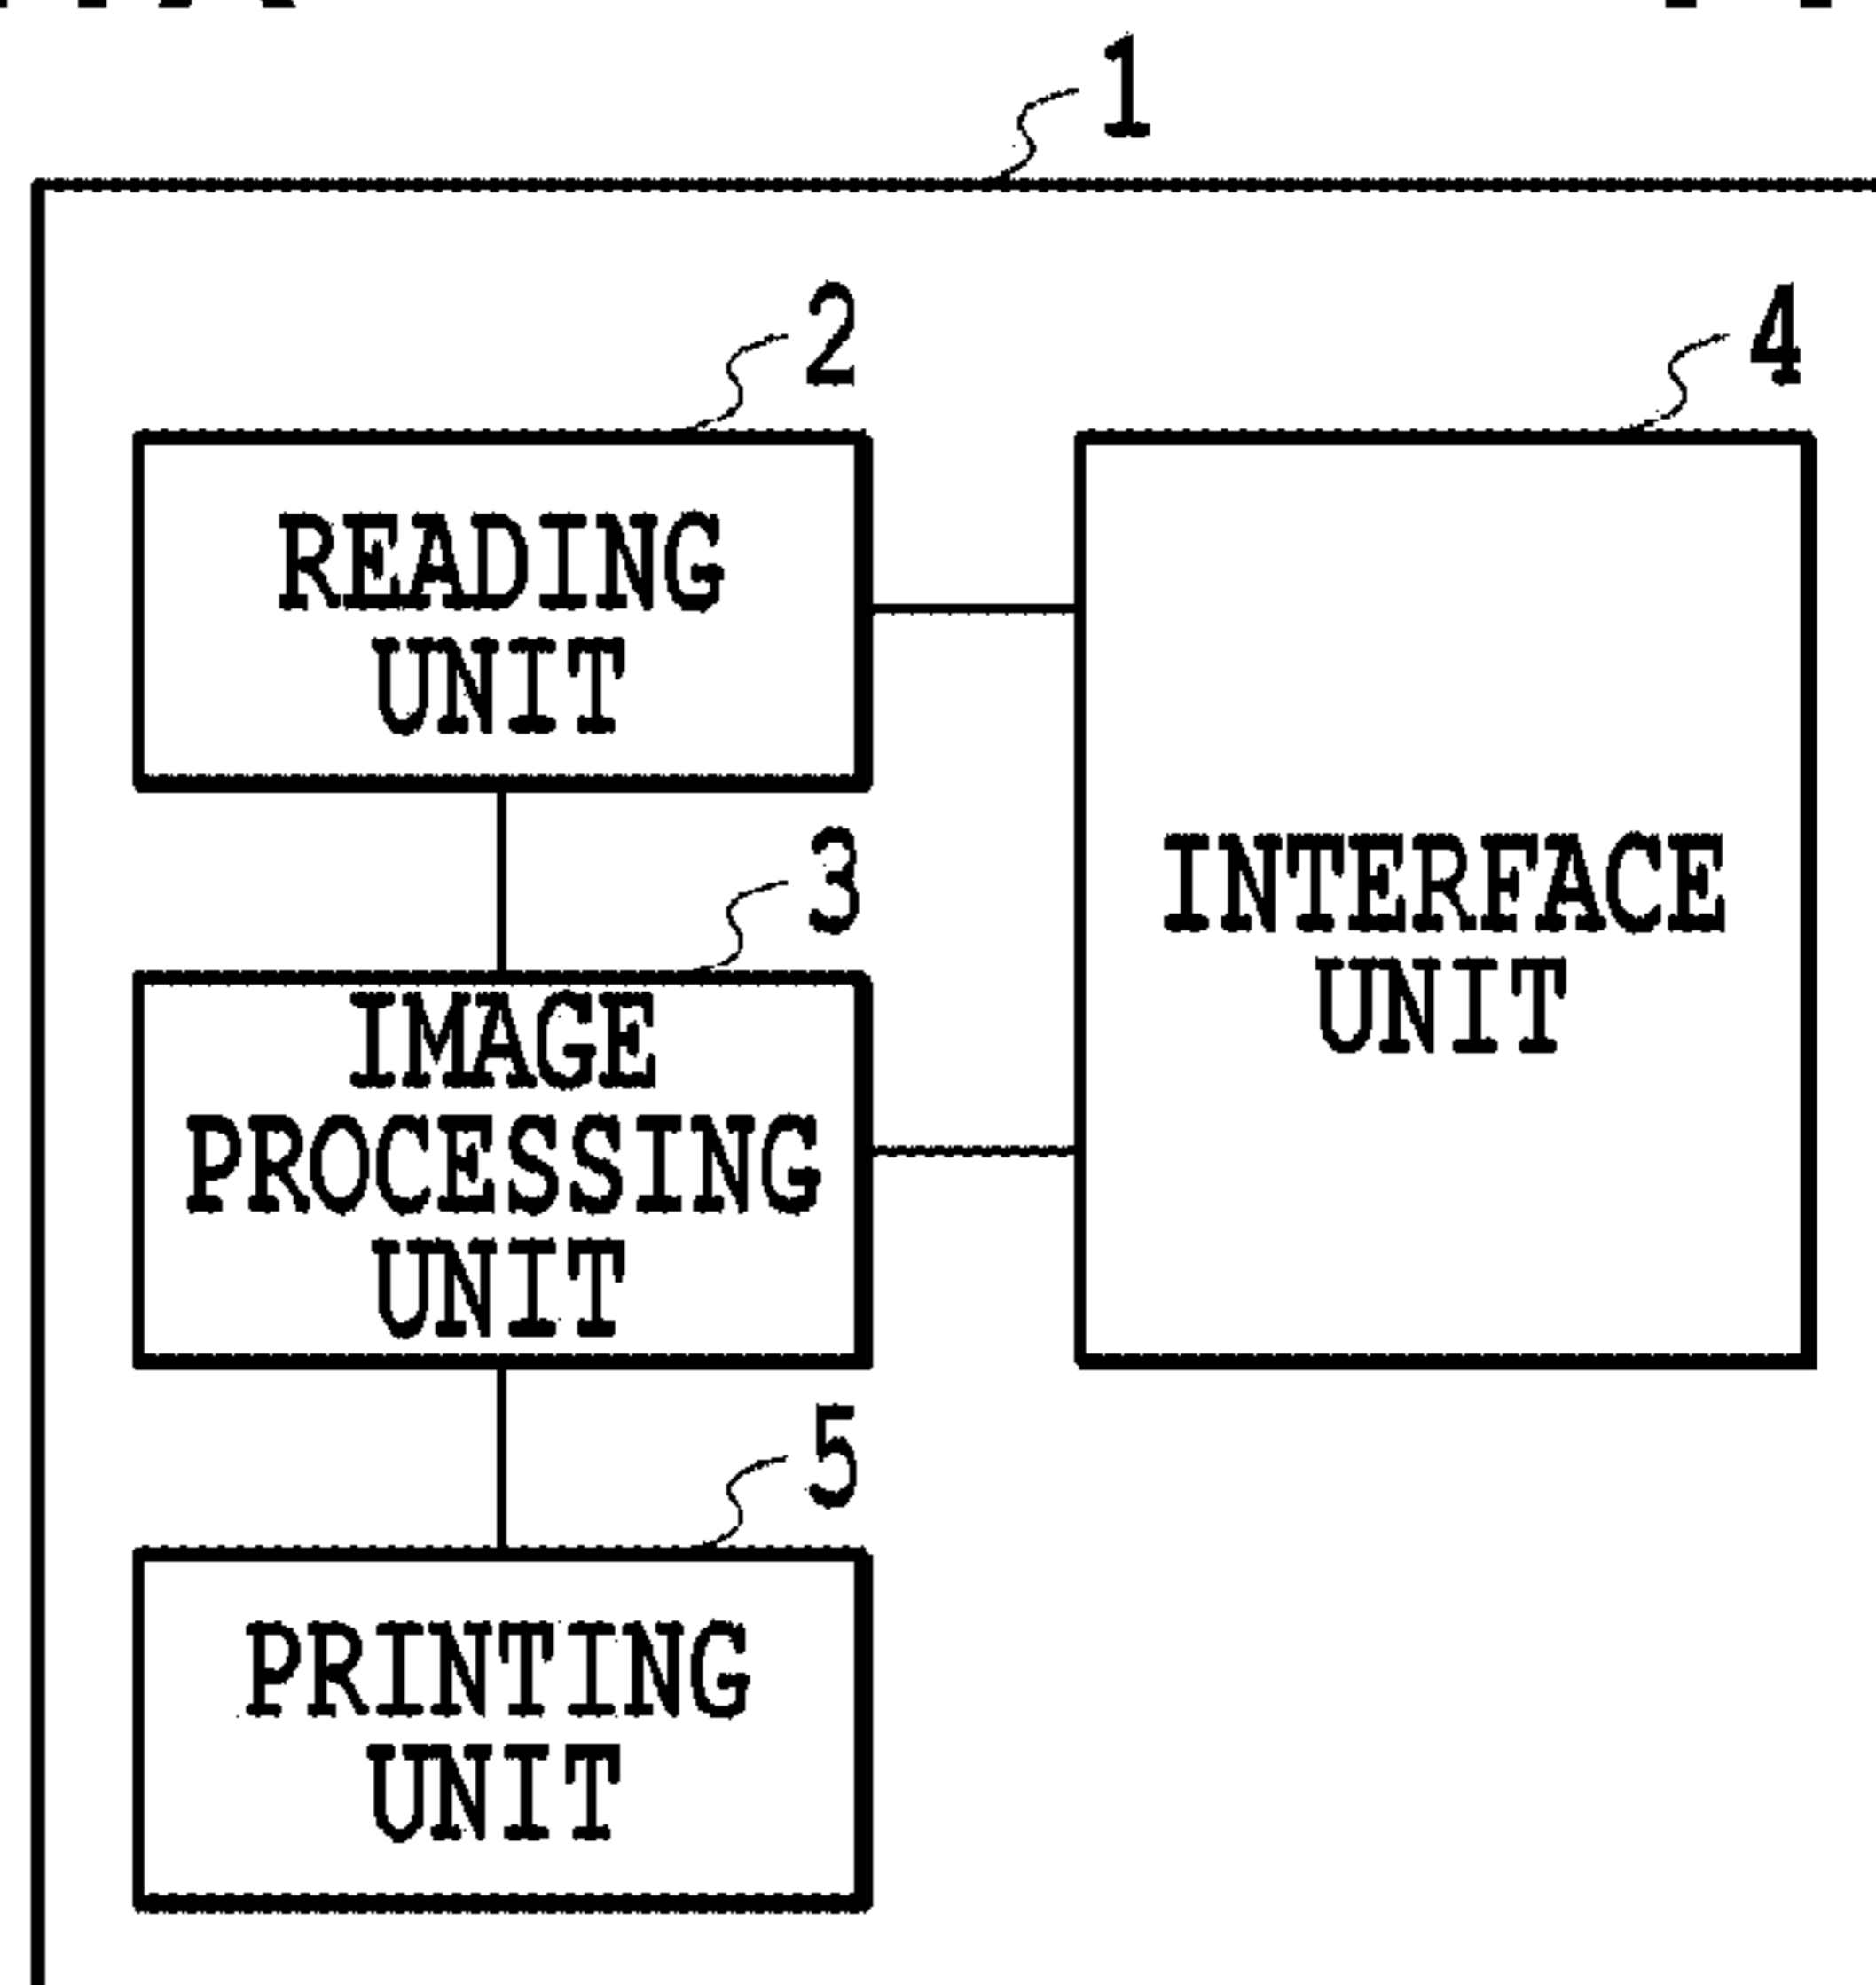 1
2
4
READING
UNIT
3
INTERFACE
UNIT
IMAGE
PROCESSING
UNIT
5
PRINTING
UNIT